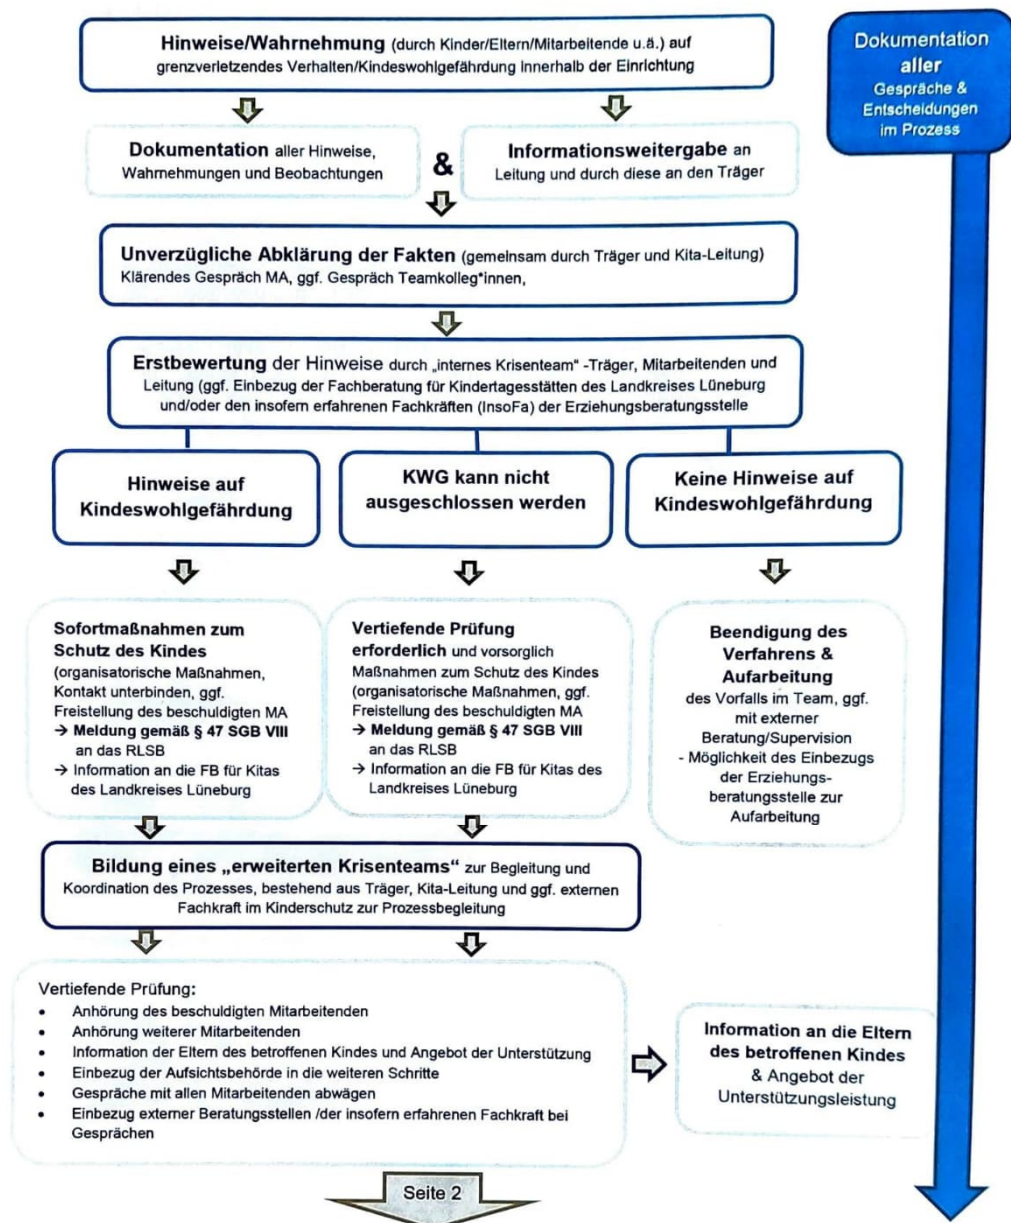 Hinweise/Wahrnehmung (durch Kinder/Eltern/Mitarbeitende u.ä.) auf
grenzverletzendes Verhalten/Kindeswohlgefährdung innerhalb der Einrichtung
Dokumentation
aller
Gespräche &
Entscheidungen
im Prozess
Dokumentation aller Hinweise,
Wahrnehmungen und Beobachtungen
&
Informationsweitergabe an
Leitung und durch diese an den Träger
Unverzügliche Abklärung der Fakten (gemeinsam durch Träger und Kita-Leitung)
Klärendes Gespräch MA, ggf. Gespräch Teamkolleg*innen,
Erstbewertung der Hinweise durch „internes Krisenteam“ -Träger, Mitarbeitenden und
Leitung (ggf. Einbezug der Fachberatung für Kindertagesstätten des Landkreises Lüneburg
und/oder den insofern erfahrenen Fachkräften (InsoFa) der Erziehungsberatungsstelle
Hinweise auf
Kindeswohlgefährdung
KWG kann nicht
ausgeschlossen werden
Keine Hinweise auf
Kindeswohlgefährdung
Sofortmaßnahmen zum
Schutz des Kindes
(organisatorische Maßnahmen,
Kontakt unterbinden, ggf.
Freistellung des beschuldigten MA
→ Meldung gemäß § 47 SGB VIII
an das RLSB
→ Information an die FB für Kitas
des Landkreises Lüneburg
Vertiefende Prüfung
erforderlich und vorsorglich
Maßnahmen zum Schutz des Kindes
(organisatorische Maßnahmen, ggf.
Freistellung des beschuldigten MA
→ Meldung gemäß § 47 SGB VIII
an das RLSB
→ Information an die FB für Kitas des
Landkreises Lüneburg
Beendigung des
Verfahrens &
Aufarbeitung
des Vorfalls im Team, ggf.
mit externer
Beratung/Supervision
- Möglichkeit des Einbezugs
der Erziehungs-
beratungsstelle zur
Aufarbeitung
Bildung eines „erweiterten Krisenteams“ zur Begleitung und
Koordination des Prozesses, bestehend aus Träger, Kita-Leitung und ggf. externen
Fachkraft im Kinderschutz zur Prozessbegleitung
Vertiefende Prüfung:
• Anhörung des beschuldigten Mitarbeitenden
• Anhörung weiterer Mitarbeitenden
• Information der Eltern des betroffenen Kindes und Angebot der Unterstützung
• Einbezug der Aufsichtsbehörde in die weiteren Schritte
• Gespräche mit allen Mitarbeitenden abwägen
• Einbezug externer Beratungsstellen /der insofern erfahrenen Fachkraft bei
Gesprächen
Information an die Eltern
des betroffenen Kindes
& Angebot der
Unterstützungsleistung
Seite 2